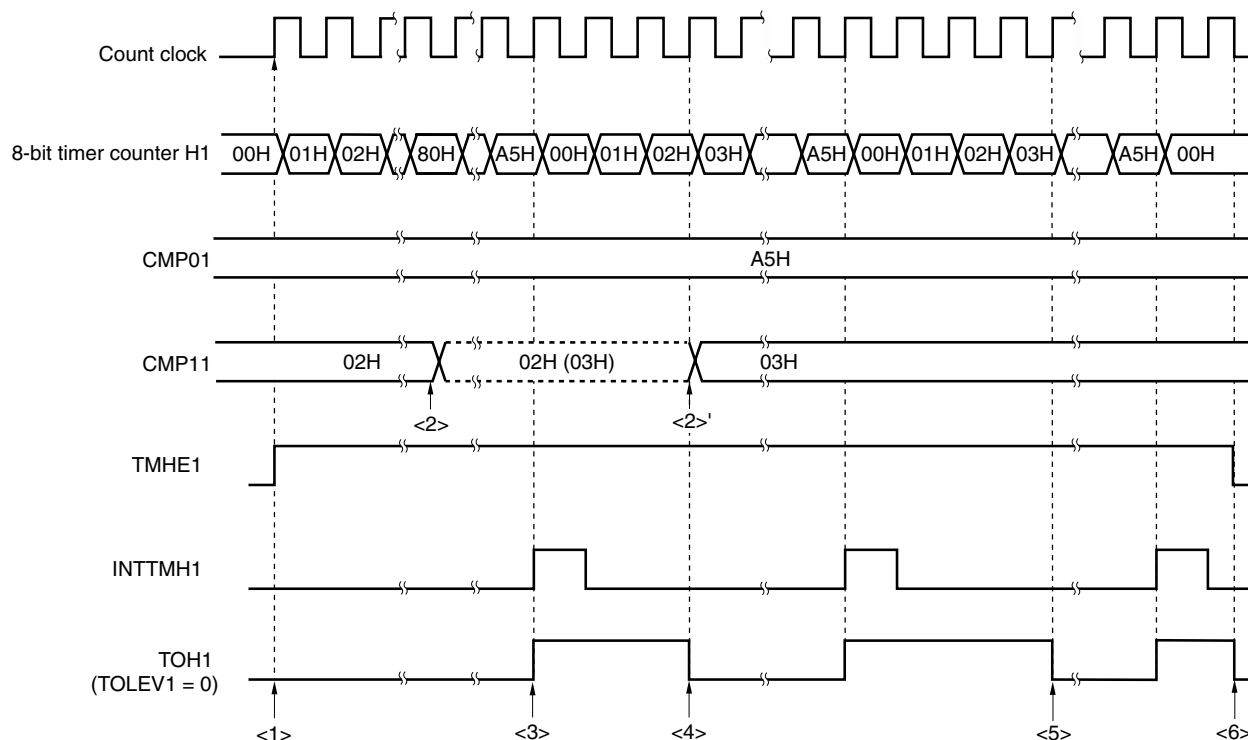 Count clock
8-bit timer counter H1 00H 01H 02H 80H A5H 00H 01H 02H 03H A5H 00H 01H 02H 03H A5H 00H
CMP01 A5H
CMP11 02H 02H (03H) 03H
<2> <2>'
TMHE1
INTTMH1
TOH1
(TOLEV1 = 0)
<1> <3> <4> <5> <6>